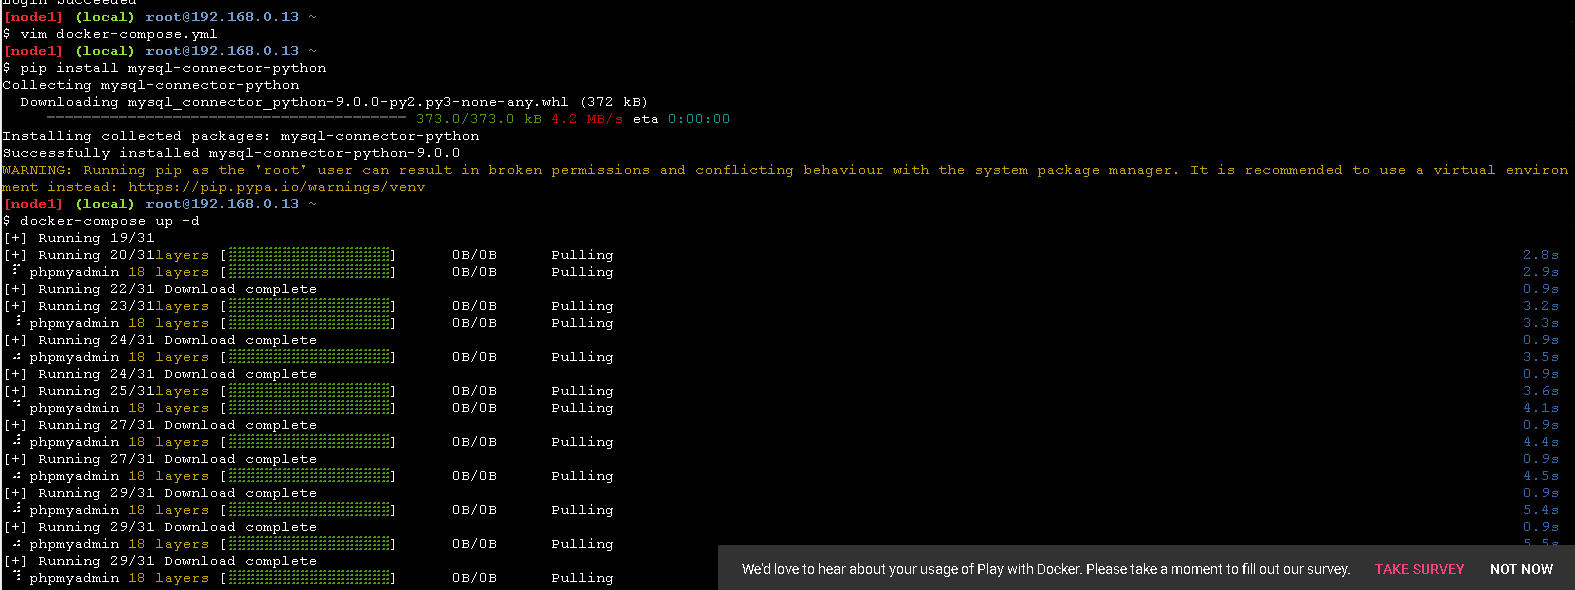 Login Succeeded
[node1] (local) root@192.168.0.13 ~
$ vim docker-compose.yml
[node1] (local) root@192.168.0.13 ~
$ pip install mysql-connector-python
Collecting mysql-connector-python
Downloading mysql_connector_python-9.0.0-py2.py3-none-any.whl (372 kB)
373.0/373.0 kB 4.2 MB/s eta 0:00:00
Installing collected packages: mysql-connector-python
Successfully installed mysql-connector-python-9.0.0
WARNING: Running pip as the 'root' user can result in broken permissions and conflicting behaviour with the system package manager. It is recommended to use a virtual environ
ment instead: https://pip.pypa.io/warnings/venv
[node1] (local) root@192.168.0.13 ~
$ docker-compose up -d
[+] Running 19/31
[+] Running 20/31layers [] 0B/0B Pulling 2.8s
phpmyadmin 18 layers [] 0B/0B Pulling 2.9s
[+] Running 22/31 Download complete 0.9s
[+] Running 23/31layers [] 0B/0B Pulling 3.2s
phpmyadmin 18 layers [] 0B/0B Pulling 3.3s
[+] Running 24/31 Download complete 0.9s
phpmyadmin 18 layers [] 0B/0B Pulling 3.5s
[+] Running 24/31 Download complete 0.9s
[+] Running 25/31layers [] 0B/0B Pulling 3.6s
phpmyadmin 18 layers [] 0B/0B Pulling 4.1s
[+] Running 27/31 Download complete 0.9s
phpmyadmin 18 layers [] 0B/0B Pulling 4.4s
[+] Running 27/31 Download complete 0.9s
phpmyadmin 18 layers [] 0B/0B Pulling 4.5s
[+] Running 29/31 Download complete 0.9s
phpmyadmin 18 layers [] 0B/0B Pulling 5.4s
[+] Running 29/31 Download complete 0.9s
phpmyadmin 18 layers [] 0B/0B Pulling 5.5s
[+] Running 29/31 Download complete
phpmyadmin 18 layers [] 0B/0B Pulling
We'd love to hear about your usage of Play with Docker. Please take a moment to fill out our survey. TAKE SURVEY NOT NOW